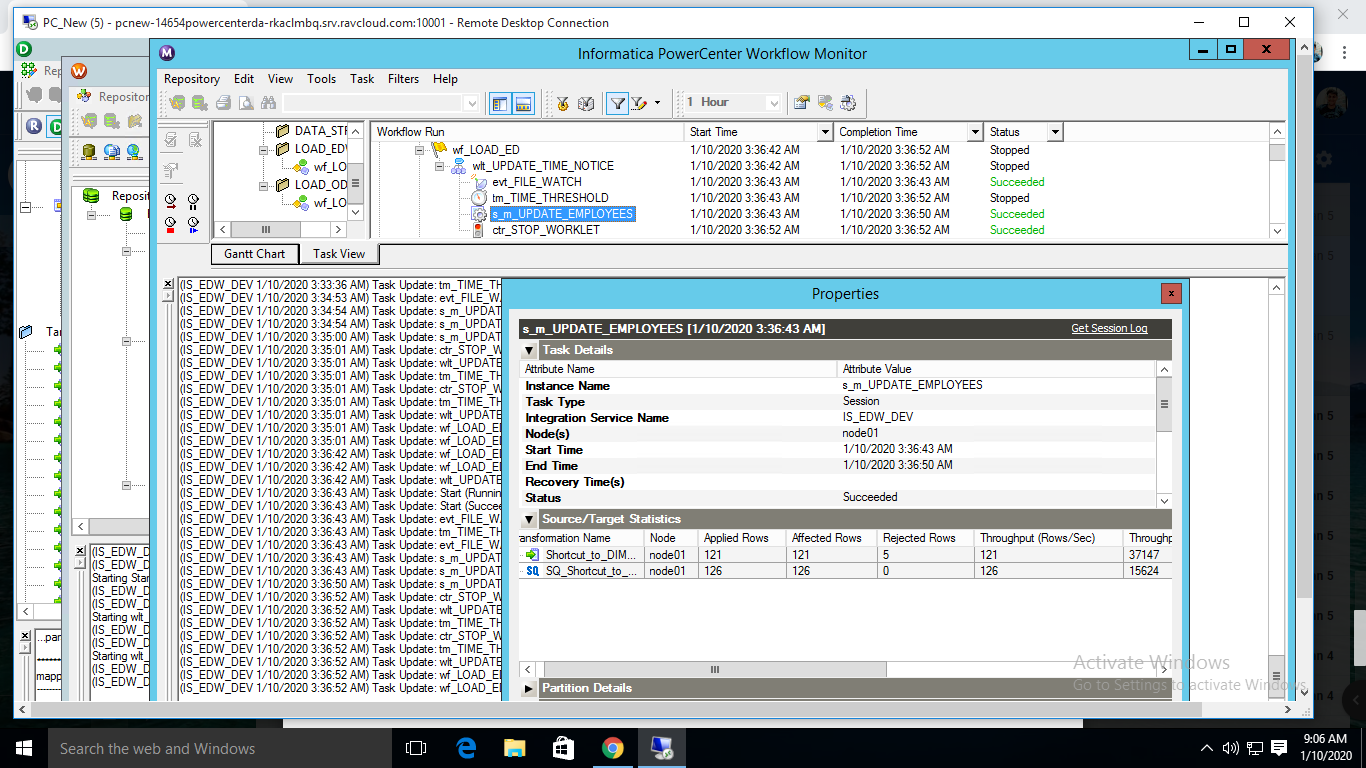 PC_New (5) - pcnew-14654powercenterda-rkaclmbq.srv.ravcloud.com:10001 - Remote Desktop Connection
Informatica PowerCenter Workflow Monitor
Repository Edit View Tools Task Filters Help
Repositor
1 Hour
DATA_STF
LOAD_ED
wf_LO
LOAD_OD
wf_LO
Workflow Run Start Time Completion Time Status
wf_LOAD_ED 1/10/2020 3:36:42 AM 1/10/2020 3:36:52 AM Stopped
wlt_UPDATE_TIME_NOTICE 1/10/2020 3:36:42 AM 1/10/2020 3:36:52 AM Stopped
evt_FILE_WATCH 1/10/2020 3:36:43 AM 1/10/2020 3:36:43 AM Succeeded
tm_TIME_THRESHOLD 1/10/2020 3:36:43 AM 1/10/2020 3:36:52 AM Stopped
s_m_UPDATE_EMPLOYEES 1/10/2020 3:36:43 AM 1/10/2020 3:36:50 AM Succeeded
ctr_STOP_WORKLET 1/10/2020 3:36:52 AM 1/10/2020 3:36:52 AM Succeeded
Gantt Chart Task View
Reposit
Ta
(IS_EDW_DEV 1/10/2020 3:33:36 AM) Task Update: tm_TIME_TH
(IS_EDW_DEV 1/10/2020 3:34:53 AM) Task Update: evt_FILE_W
(IS_EDW_DEV 1/10/2020 3:34:54 AM) Task Update: s_m_UPDAT
(IS_EDW_DEV 1/10/2020 3:34:54 AM) Task Update: s_m_UPDAT
(IS_EDW_DEV 1/10/2020 3:35:00 AM) Task Update: s_m_UPDAT
(IS_EDW_DEV 1/10/2020 3:35:01 AM) Task Update: ctr_STOP_W
(IS_EDW_DEV 1/10/2020 3:35:01 AM) Task Update: wlt_UPDATE
(IS_EDW_DEV 1/10/2020 3:35:01 AM) Task Update: tm_TIME_TH
(IS_EDW_DEV 1/10/2020 3:35:01 AM) Task Update: ctr_STOP_W
(IS_EDW_DEV 1/10/2020 3:35:01 AM) Task Update: tm_TIME_TH
(IS_EDW_DEV 1/10/2020 3:35:01 AM) Task Update: wlt_UPDATE
(IS_EDW_DEV 1/10/2020 3:35:01 AM) Task Update: wf_LOAD_E
(IS_EDW_DEV 1/10/2020 3:35:01 AM) Task Update: wf_LOAD_E
(IS_EDW_DEV 1/10/2020 3:36:42 AM) Task Update: wf_LOAD_E
(IS_EDW_DEV 1/10/2020 3:36:42 AM) Task Update: wf_LOAD_E
(IS_EDW_DEV 1/10/2020 3:36:42 AM) Task Update: wlt_UPDATE
(IS_EDW_DEV 1/10/2020 3:36:43 AM) Task Update: Start (Runnin
(IS_EDW_DEV 1/10/2020 3:36:43 AM) Task Update: Start (Succee
(IS_EDW_DEV 1/10/2020 3:36:43 AM) Task Update: evt_FILE_W
(IS_EDW_DEV 1/10/2020 3:36:43 AM) Task Update: tm_TIME_TH
(IS_EDW_DEV 1/10/2020 3:36:43 AM) Task Update: evt_FILE_W
(IS_EDW_DEV 1/10/2020 3:36:43 AM) Task Update: s_m_UPDAT
(IS_EDW_DEV 1/10/2020 3:36:43 AM) Task Update: s_m_UPDAT
(IS_EDW_DEV 1/10/2020 3:36:50 AM) Task Update: s_m_UPDAT
(IS_EDW_DEV 1/10/2020 3:36:52 AM) Task Update: ctr_STOP_W
(IS_EDW_DEV 1/10/2020 3:36:52 AM) Task Update: wlt_UPDATE
(IS_EDW_DEV 1/10/2020 3:36:52 AM) Task Update: tm_TIME_TH
(IS_EDW_DEV 1/10/2020 3:36:52 AM) Task Update: ctr_STOP_W
(IS_EDW_DEV 1/10/2020 3:36:52 AM) Task Update: tm_TIME_TH
(IS_EDW_DEV 1/10/2020 3:36:52 AM) Task Update: wlt_UPDATE
(IS_EDW_DEV 1/10/2020 3:36:52 AM) Task Update: wf_LOAD_E
(IS_EDW_DEV 1/10/2020 3:36:52 AM) Task Update: wf_LOAD_E
Properties
s_m_UPDATE_EMPLOYEES [1/10/2020 3:36:43 AM] Get Session Log
Task Details
Attribute Name Attribute Value
Instance Name s_m_UPDATE_EMPLOYEES
Task Type Session
Integration Service Name IS_EDW_DEV
Node(s) node01
Start Time 1/10/2020 3:36:43 AM
End Time 1/10/2020 3:36:50 AM
Recovery Time(s)
Status Succeeded
Source/Target Statistics
ansformation Name Node Applied Rows Affected Rows Rejected Rows Throughput (Rows/Sec) Throughp
Shortcut_to_DIM... node01 121 121 5 121 37147
SQ_Shortcut_to_... node01 126 126 0 126 15624
Partition Details
(IS_EDW_D
(IS_EDW_D
Starting Star
(IS_EDW_D
(IS_EDW_D
Starting wlt_
(IS_EDW_D
(IS_EDW_D
Starting wlt_
(IS_EDW_D
(IS_EDW_D
...par
mapp
Activate Windows
Go to Settings to activate Windows.
Search the web and Windows
9:06 AM
1/10/2020